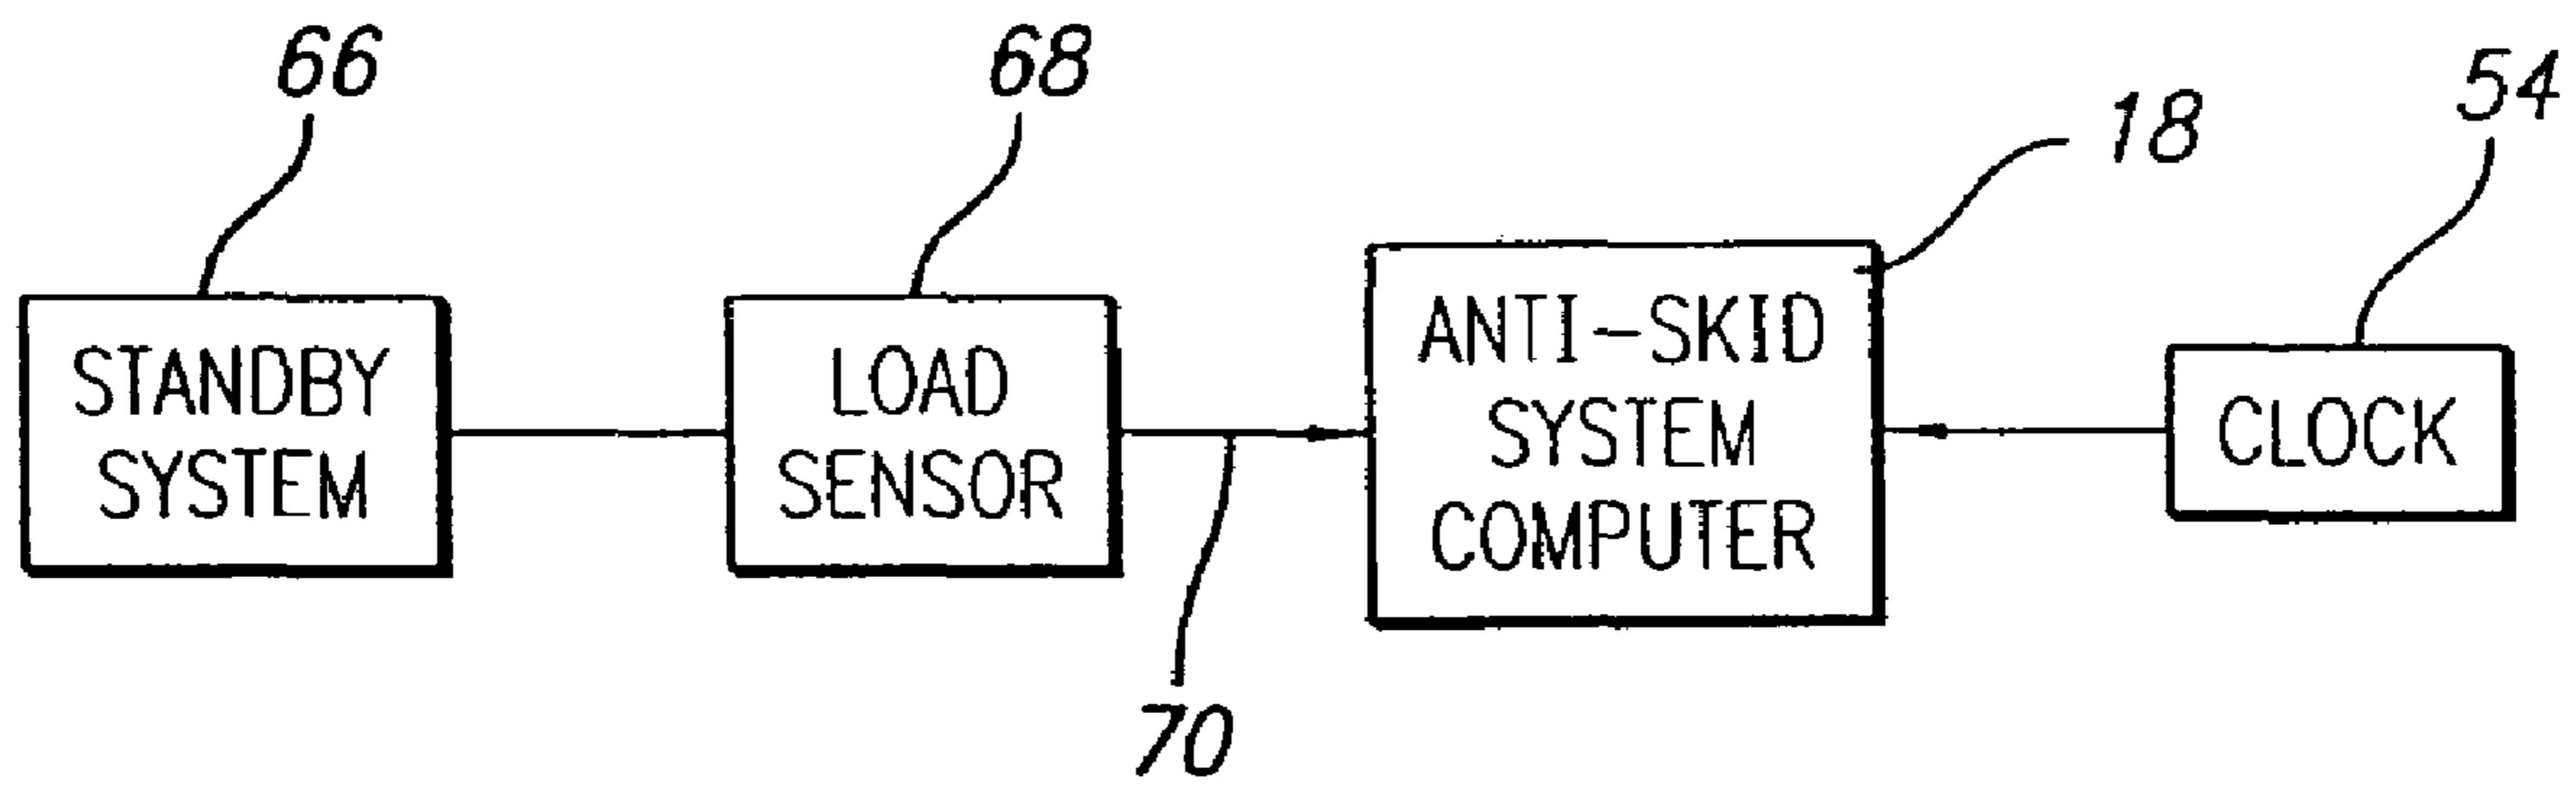 66
68
18
54
STANDBY
SYSTEM
LOAD
SENSOR
ANTI-SKID
SYSTEM
COMPUTER
CLOCK
70